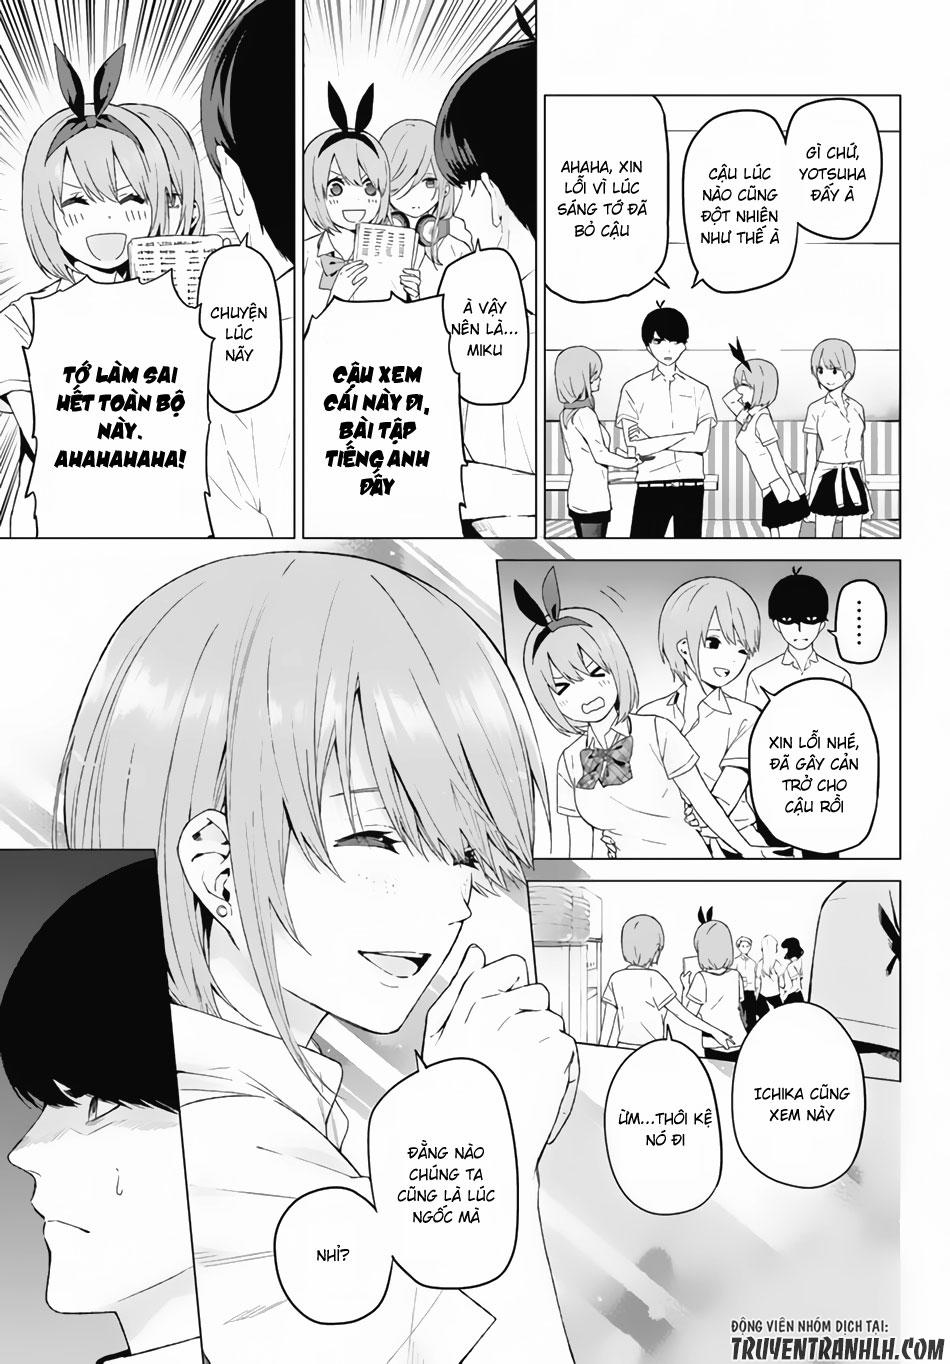 GÌ CHỨ,
YOTSUHA
ĐẤY À
CẬU LÚC
NÀO CŨNG
ĐỘT NHIÊN
NHƯ THẾ À
AHAHA, XIN
LỖI VÌ LÚC
SÁNG TỚ ĐÃ
BỎ CẬU
À VẬY
NÊN LÀ...
MIKU
CẬU XEM
CÁI NÀY ĐI,
BÀI TẬP
TIẾNG ANH
ĐẤY
CHUYỆN
LÚC
NÃY
TỚ LÀM SAI
HẾT TOÀN BỘ
NÀY.
AHAHAHAHA!
......
XIN LỖI NHÉ,
ĐÃ GÂY CẢN
TRỞ CHO
CẬU RỒI
ICHIKA CŨNG
XEM NÀY
ỪM...THÔI KỆ
NÓ ĐI
ĐẰNG NÀO
CHÚNG TA
CŨNG LÀ LÚC
NGỐC MÀ
NHỈ?
ĐỘNG VIÊN NHÓM DỊCH TẠI:
TRUYENTRANHLH.COM